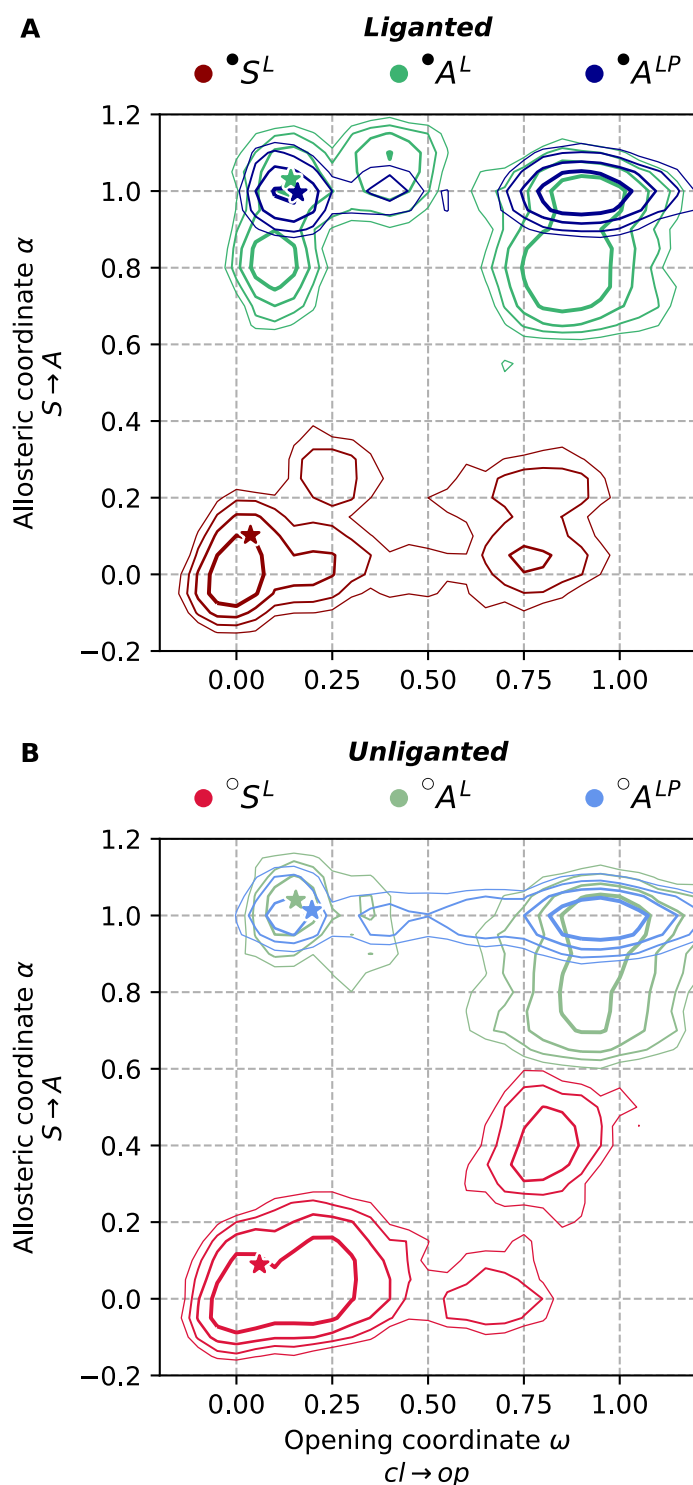 A
Liganted
•S^L •A^L •A^LP
1.2
1.0
0.8
0.6
0.4
0.2
0.0
−0.2
Allosteric coordinate α
S → A
0.00 0.25 0.50 0.75 1.00
B
Unliganted
○S^L ○A^L ○A^LP
1.2
1.0
0.8
0.6
0.4
0.2
0.0
−0.2
Allosteric coordinate α
S → A
0.00 0.25 0.50 0.75 1.00
Opening coordinate ω
cl → op